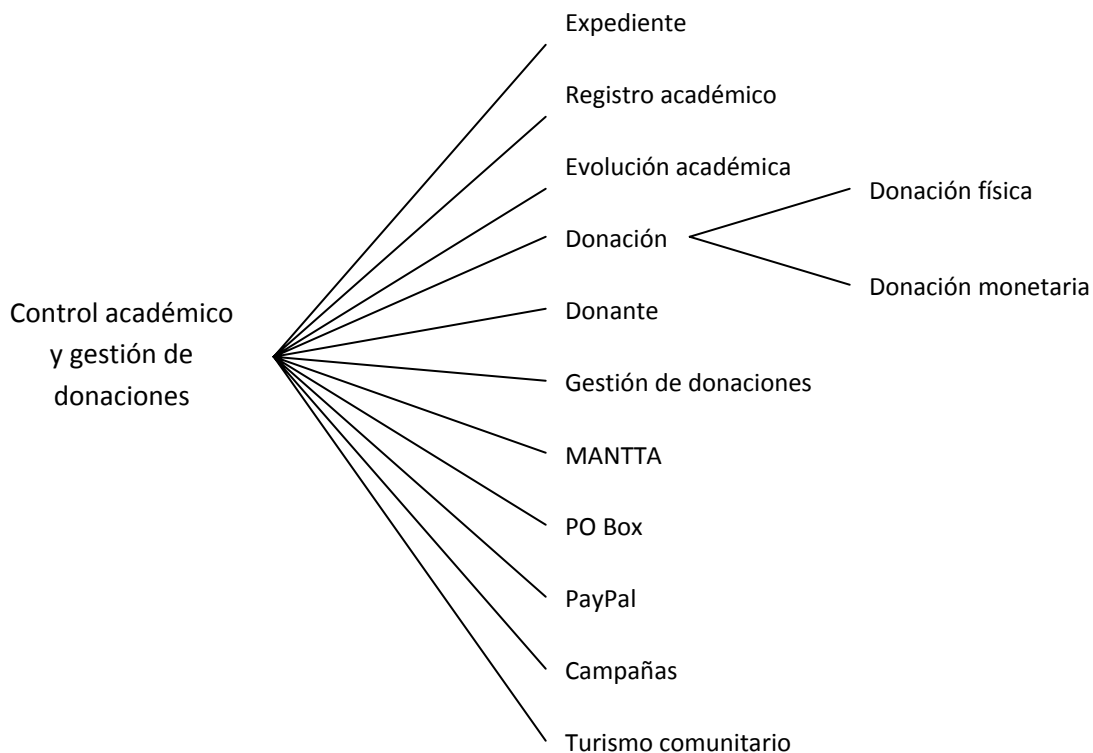 Expediente
Registro académico
Evolución académica
Donación física
Donación
Donación monetaria
Control académico
y gestión de
donaciones
Donante
Gestión de donaciones
MANTTA
PO Box
PayPal
Campañas
Turismo comunitario